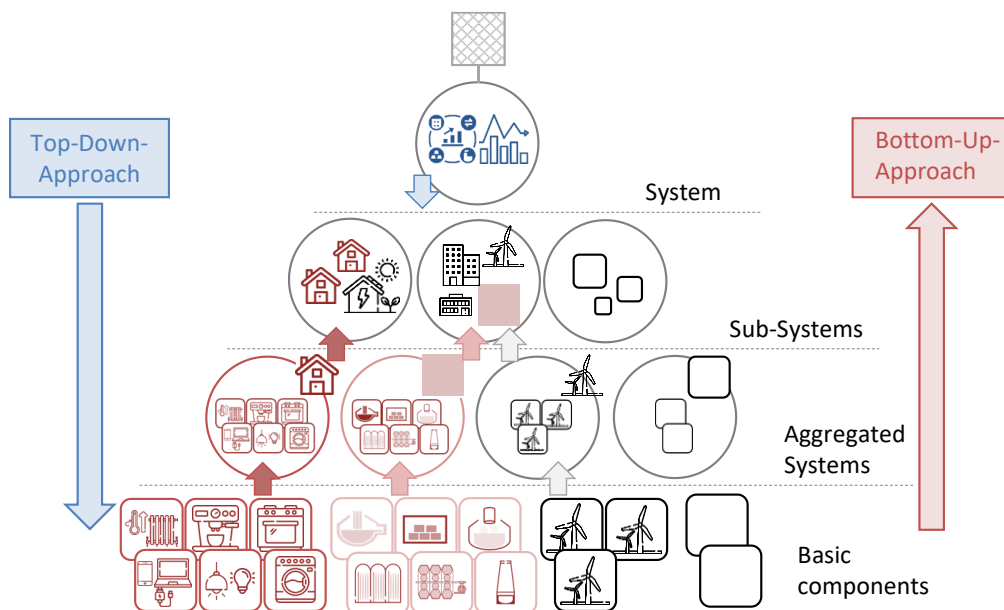 Top-Down-
Approach
Bottom-Up-
Approach
System
Sub-Systems
Aggregated
Systems
Basic
components